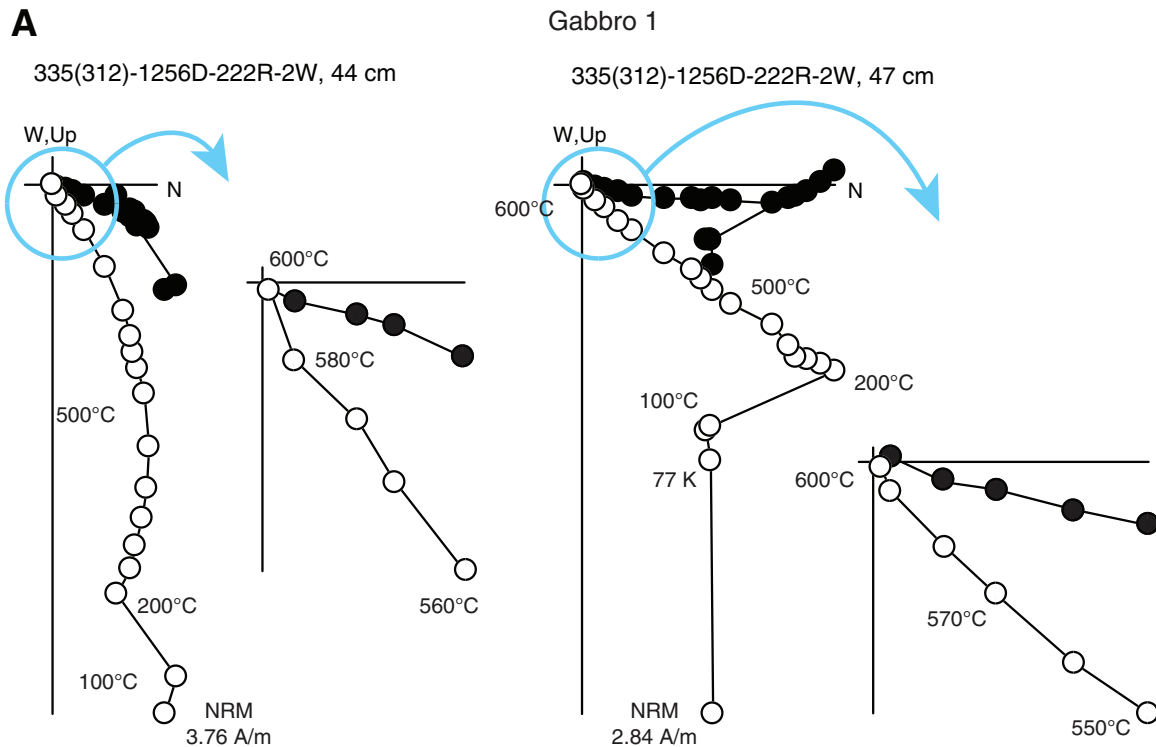 A
Gabbro 1
335(312)-1256D-222R-2W, 44 cm
335(312)-1256D-222R-2W, 47 cm
W,Up
N
600°C
580°C
560°C
500°C
200°C
100°C
NRM
3.76 A/m
W,Up
N
600°C
500°C
200°C
100°C
77 K
NRM
2.84 A/m
600°C
570°C
550°C